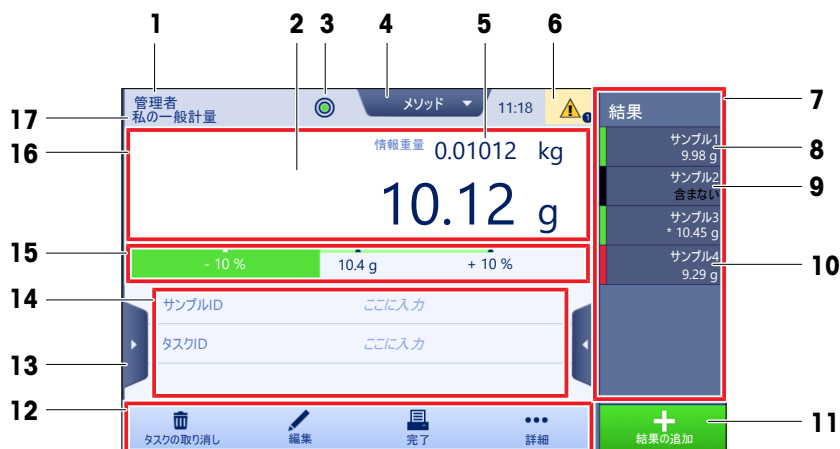 1
2
3
4
5
6
管理者
私の一般計量
メソッド
11:18
1
結果
7
17
16
情報重量 0.01012 kg
10.12 g
サンプル1
9.98 g
8
サンプル2
含まない
9
サンプル3
* 10.45 g
サンプル4
9.29 g
10
15
- 10 %
10.4 g
+ 10 %
14
サンプルID
ここに入力
タスクID
ここに入力
13
12
タスクの取り消し
編集
完了
詳細
結果の追加
11